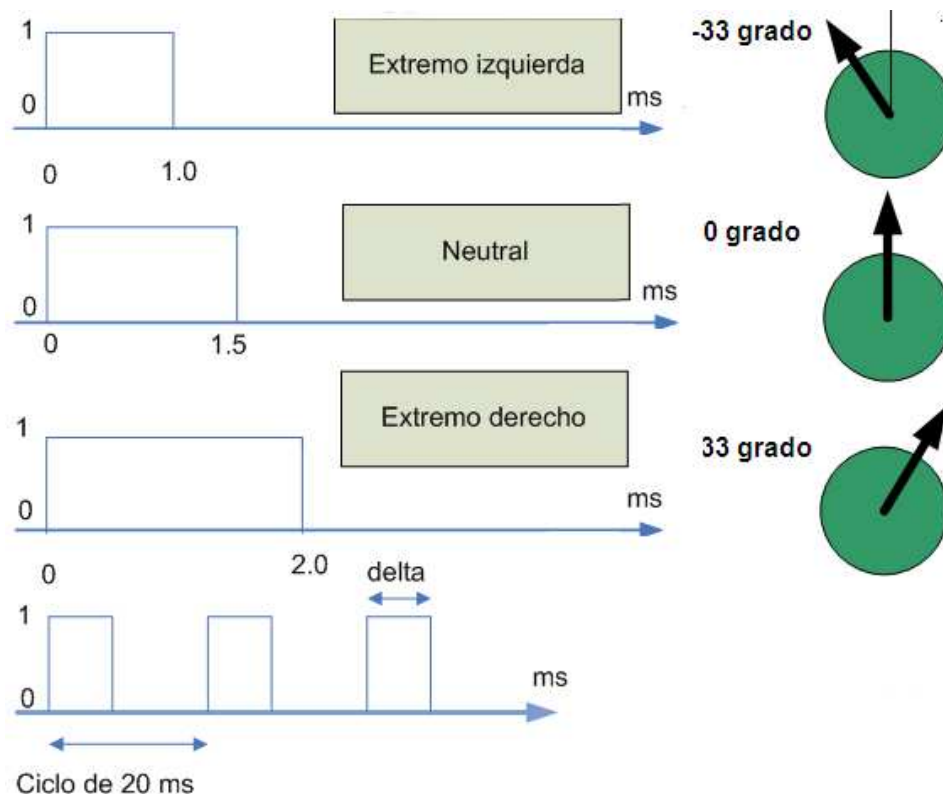 1
Extremo izquierda
-33 grado
0
ms
0
1.0
1
Neutral
0 grado
0
ms
0
1.5
1
Extremo derecho
33 grado
0
ms
0
2.0
delta
1
0
ms
Ciclo de 20 ms